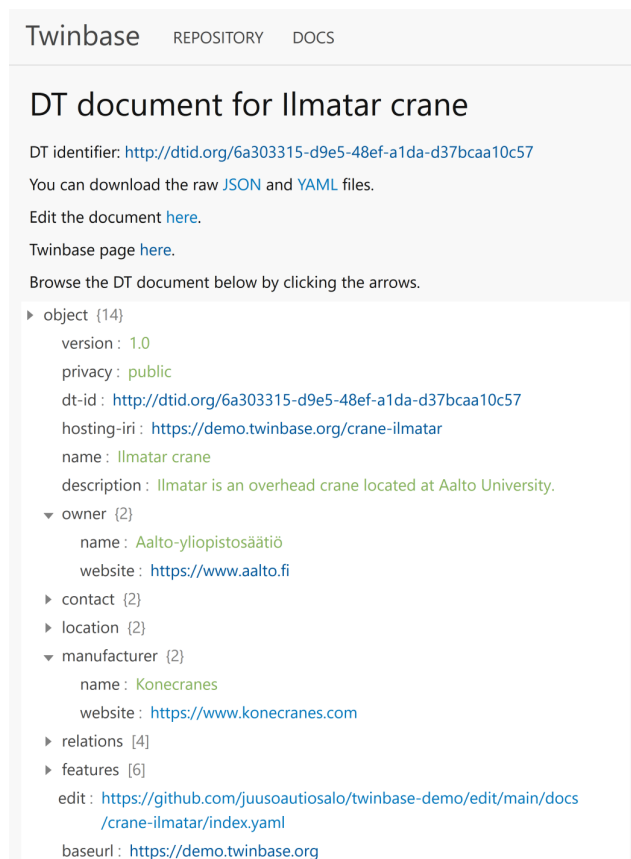 Twinbase REPOSITORY DOCS
DT document for Ilmatar crane
DT identifier: http://dtid.org/6a303315-d9e5-48ef-a1da-d37bcaa10c57
You can download the raw JSON and YAML files.
Edit the document here.
Twinbase page here.
Browse the DT document below by clicking the arrows.
object {14}
version : 1.0
privacy : public
dt-id : http://dtid.org/6a303315-d9e5-48ef-a1da-d37bcaa10c57
hosting-iri : https://demo.twinbase.org/crane-ilmatar
name : Ilmatar crane
description : Ilmatar is an overhead crane located at Aalto University.
owner {2}
name : Aalto-yliopistosäätiö
website : https://www.aalto.fi
contact {2}
location {2}
manufacturer {2}
name : Konecranes
website : https://www.konecranes.com
relations [4]
features [6]
edit : https://github.com/juusoautiosalo/twinbase-demo/edit/main/docs
/crane-ilmatar/index.yaml
baseurl : https://demo.twinbase.org